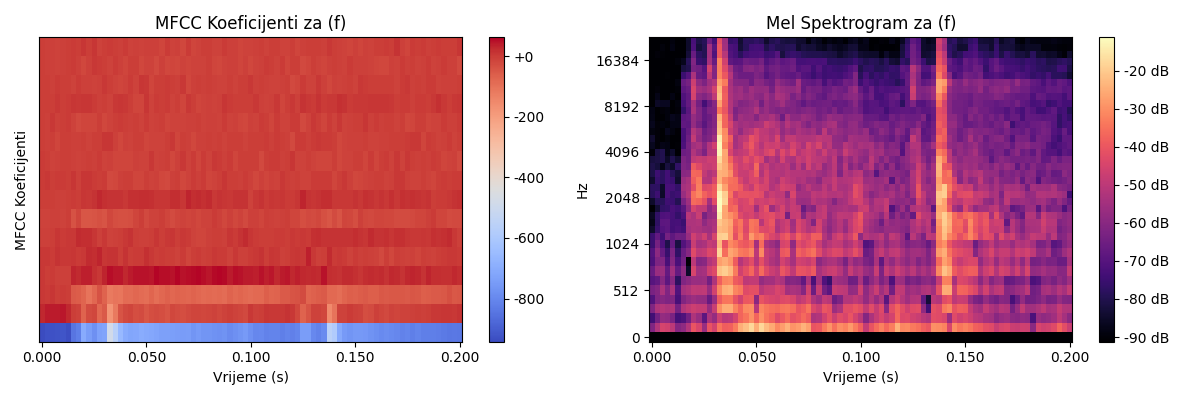 MFCC Koeficijenti za (f)
MFCC Koeficijenti
+0
-200
-400
-600
-800
0.000
0.050
0.100
0.150
0.200
Vrijeme (s)
Mel Spektrogram za (f)
Hz
16384
8192
4096
2048
1024
512
0
-20 dB
-30 dB
-40 dB
-50 dB
-60 dB
-70 dB
-80 dB
-90 dB
0.000
0.050
0.100
0.150
0.200
Vrijeme (s)